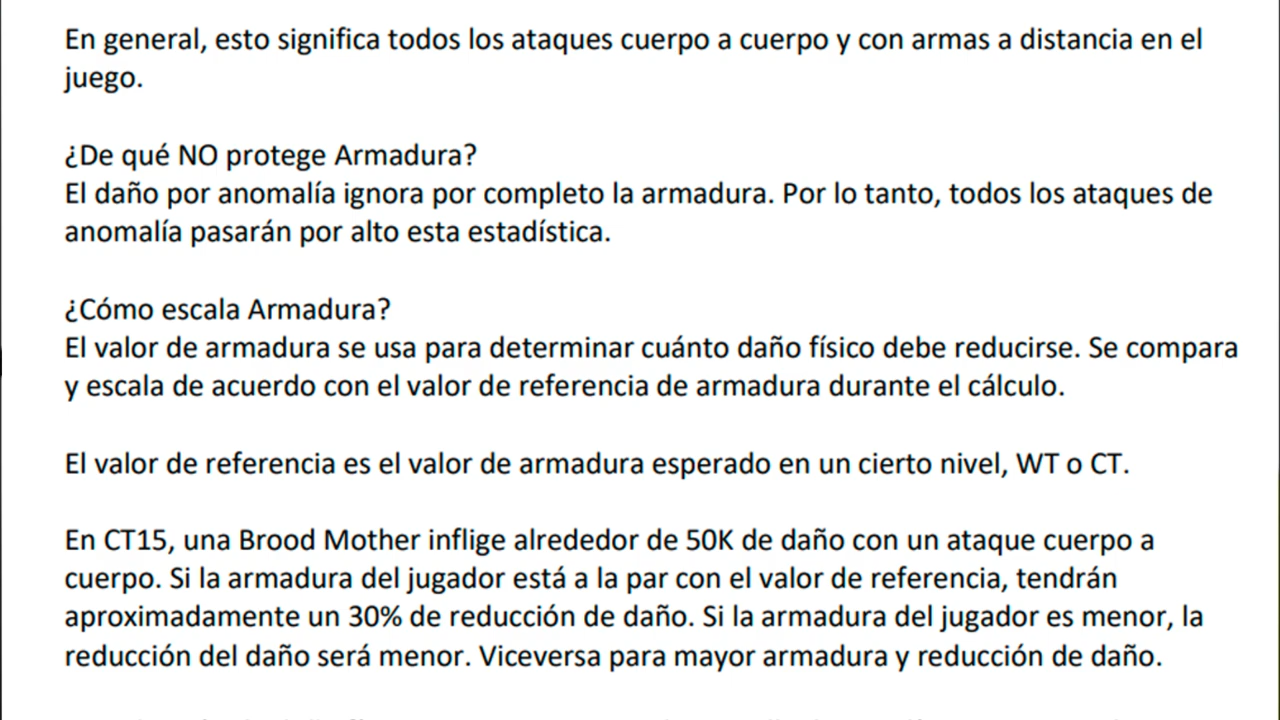 En general, esto significa todos los ataques cuerpo a cuerpo y con armas a distancia en el
juego.
¿De qué NO protege Armadura?
El daño por anomalía ignora por completo la armadura. Por lo tanto, todos los ataques de
anomalía pasarán por alto esta estadística.
¿Cómo escala Armadura?
El valor de armadura se usa para determinar cuánto daño físico debe reducirse. Se compara
y escala de acuerdo con el valor de referencia de armadura durante el cálculo.
El valor de referencia es el valor de armadura esperado en un cierto nivel, WT o CT.
En CT15, una Brood Mother inflige alrededor de 50K de daño con un ataque cuerpo a
cuerpo. Si la armadura del jugador está a la par con el valor de referencia, tendrán
aproximadamente un 30% de reducción de daño. Si la armadura del jugador es menor, la
reducción del daño será menor. Viceversa para mayor armadura y reducción de daño.